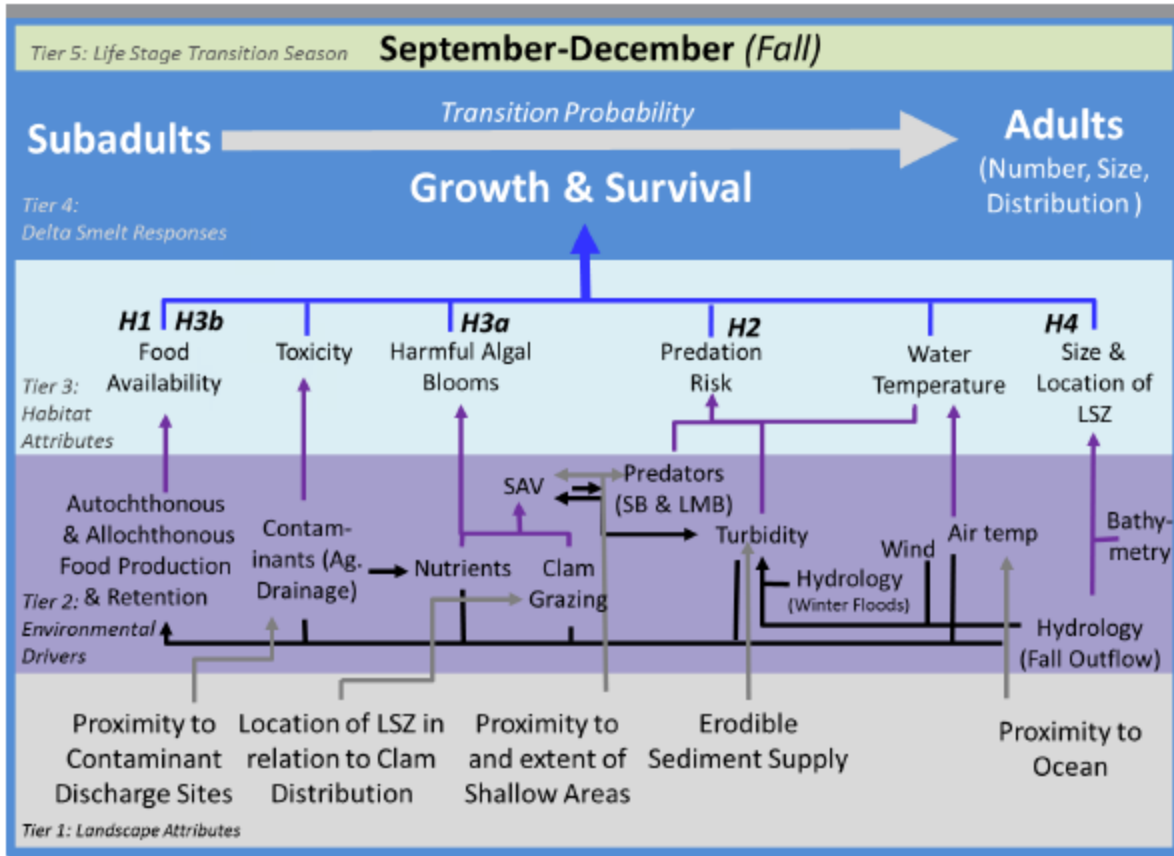 Tier 5: Life Stage Transition Season September-December (Fall)
Transition Probability
Subadults
Adults
Growth & Survival
(Number, Size,
Distribution )
Tier 4:
Delta Smelt Responses
H1 H3b
H3a
H2
H4
Food
Availability
Toxicity
Harmful Algal
Blooms
Predation
Risk
Water
Temperature
Size &
Location of
LSZ
Tier 3:
Habitat
Attributes
Autochthonous
& Allochthonous
Food Production
& Retention
Contam-
inants (Ag.
Drainage)
Nutrients
SAV
Clam
Grazing
Predators
(SB & LMB)
Turbidity
Hydrology
(Winter Floods)
Wind
Air temp
Bathy-
metry
Hydrology
(Fall Outflow)
Tier 2:
Environmental
Drivers
Proximity to
Contaminant
Discharge Sites
Location of LSZ in
relation to Clam
Distribution
Proximity to
and extent of
Shallow Areas
Erodible
Sediment Supply
Proximity to
Ocean
Tier 1: Landscape Attributes